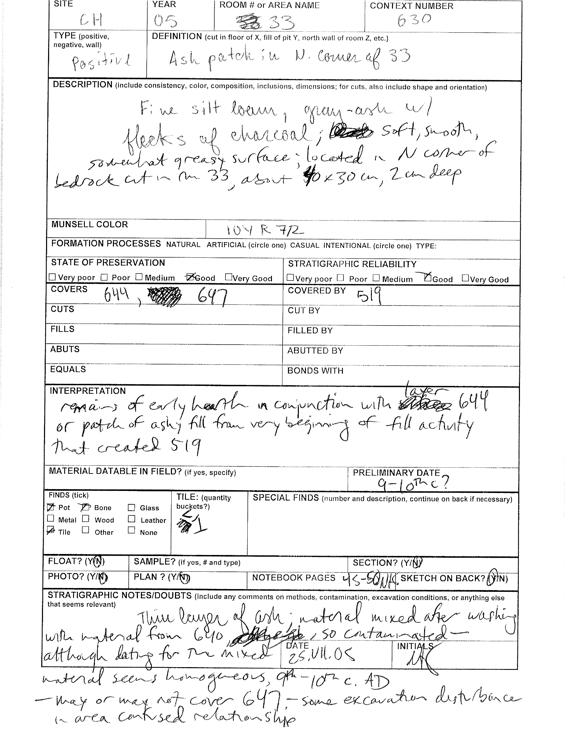 SITE YEAR ROOM # or AREA NAME CONTEXT NUMBER
CH 05 33 630
TYPE (positive, negative, wall) DEFINITION (cut in floor of X, fill of pit Y, north wall of room Z, etc.)
Positive Ash patch in N. corner of 33
DESCRIPTION (include consistency, color, composition, inclusions, dimensions; for cuts, also include shape and orientation)
Fine silt loam, gray-ash w/
flecks of charcoal; soft, smooth,
somewhat greasy surface; located in N corner of
bedrock cut in rm 33, about 40x30 cm, 2 cm deep
MUNSELL COLOR 10YR 7/2
FORMATION PROCESSES NATURAL ARTIFICIAL (circle one) CASUAL INTENTIONAL (circle one) TYPE:
STATE OF PRESERVATION STRATIGRAPHIC RELIABILITY
Very poor Poor Medium Good Very Good Very poor Poor Medium Good Very Good
COVERS 644, 647 COVERED BY 519
CUTS CUT BY
FILLS FILLED BY
ABUTS ABUTTED BY
EQUALS BONDS WITH
INTERPRETATION
remains of early hearth in conjunction with layer 644
or patch of ashy fill from very beginning of fill activity
that created 519
MATERIAL DATABLE IN FIELD? (if yes, specify) PRELIMINARY DATE
9-10th c?
FINDS (tick) TILE: (quantity buckets?) SPECIAL FINDS (number and description, continue on back if necessary)
Pot Bone Glass
Metal Wood Leather <1
Tile Other None
FLOAT? (Y/N) SAMPLE? (if yes, # and type) SECTION? (Y/N)
PHOTO? (Y/N) PLAN ? (Y/N) NOTEBOOK PAGES 45-50 SKETCH ON BACK? (Y/N)
STRATIGRAPHIC NOTES/DOUBTS (Include any comments on methods, contamination, excavation conditions, or anything else
that seems relevant)
Thin layer of ash; material mixed after washing
with material from 640, so contaminated—
although dating for the mixed DATE 25.VII.05 INITIALS
material seems homogeneous, 9th-10th c. AD
— may or may not cover 647 - some excavation disturbance
in area confused relationship